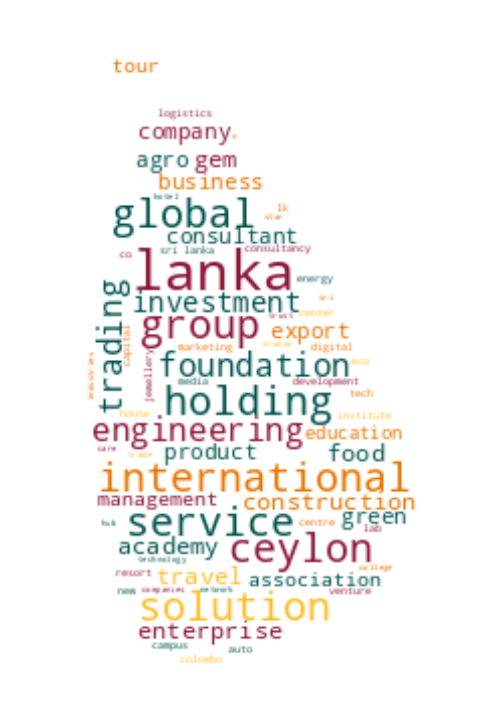 tour
logistics
company.
agro gem
business
hotel
global lk
star
consultant
co sri lanka consultancy
lanka energy
investment sri
trading group trust center
export
capital marketing studio digital
industries jewellery foundation eco
media development
holding tech
house institute
engineering education
care trade product food
international
management construction
hub service centre green
lab
academy ceylon
technology college
resort travel association
new companies network venture
solution
enterprise
campus auto
colombo